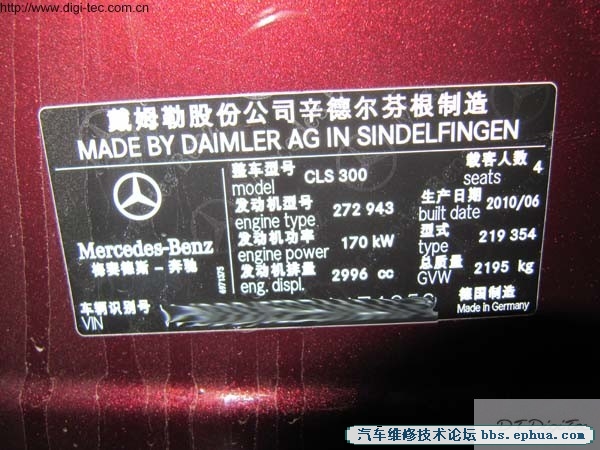 http://www.digi-tec.com.cn
戴姆勒股份公司辛德尔芬根制造
MADE BY DAIMLER AG IN SINDELFINGEN
整车型号 载客人数
model CLS 300 seats 4
发动机型号 生产日期
engine type 272 943 built date 2010/06
发动机功率 型式
engine power 170 kW type 219 354
发动机排量 总质量
eng. displ. 2996 cc GVW 2195 kg
Mercedes-Benz
梅赛德斯-奔驰
车辆识别号 德国制造
VIN Made in Germany
汽车维修技术论坛 bbs.ephua.com